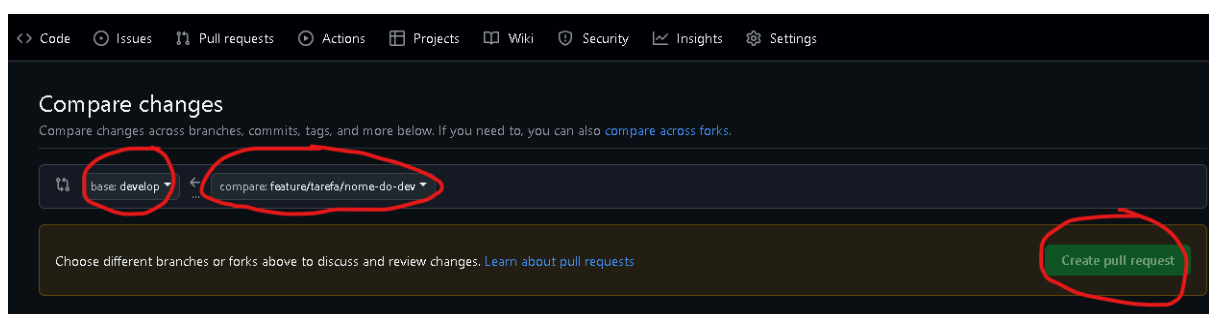 <> Code Issues Pull requests Actions Projects Wiki Security Insights Settings
Compare changes
Compare changes across branches, commits, tags, and more below. If you need to, you can also compare across forks.
base: develop ← compare: feature/tarefa/nome-do-dev
...
Choose different branches or forks above to discuss and review changes. Learn about pull requests Create pull request